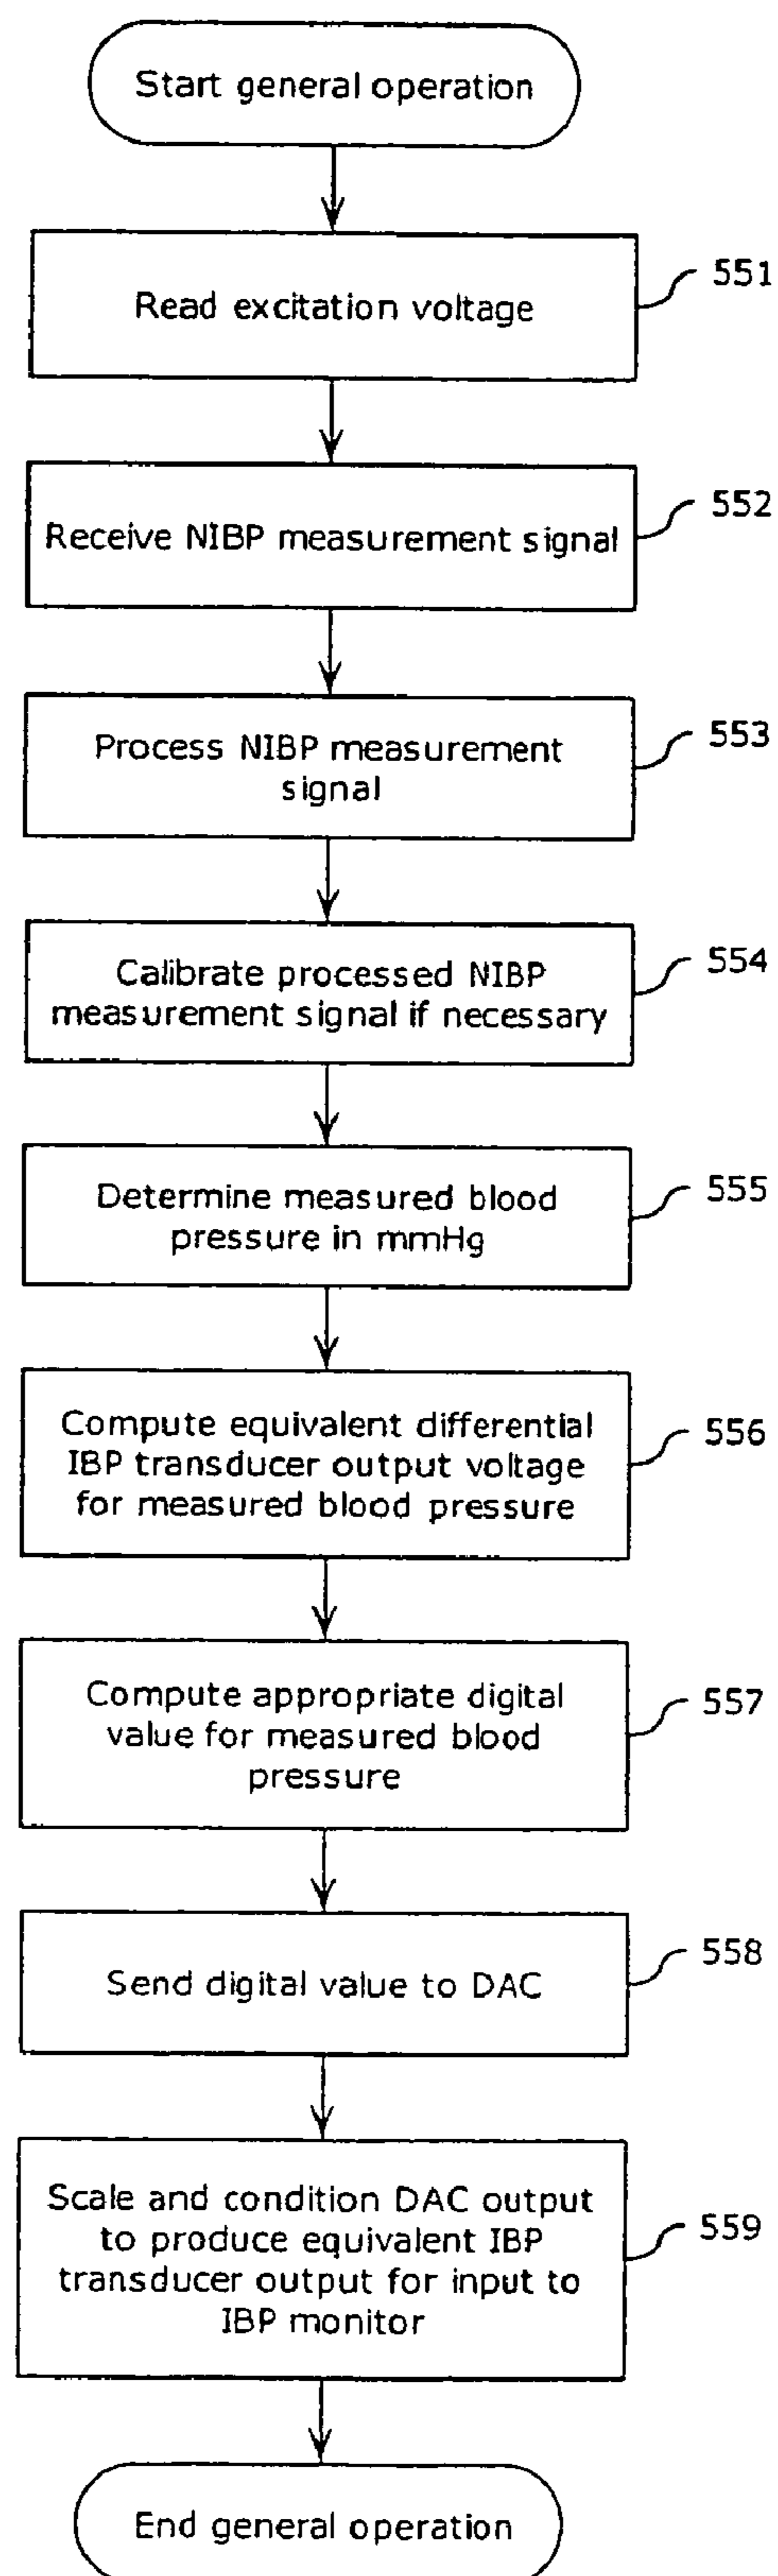 Start general operation
Read excitation voltage
551
Receive NIBP measurement signal
552
Process NIBP measurement
signal
553
Calibrate processed NIBP
measurement signal if necessary
554
Determine measured blood
pressure in mmHg
555
Compute equivalent differential
IBP transducer output voltage
for measured blood pressure
556
Compute appropriate digital
value for measured blood
pressure
557
Send digital value to DAC
558
Scale and condition DAC output
to produce equivalent IBP
transducer output for input to
IBP monitor
559
End general operation